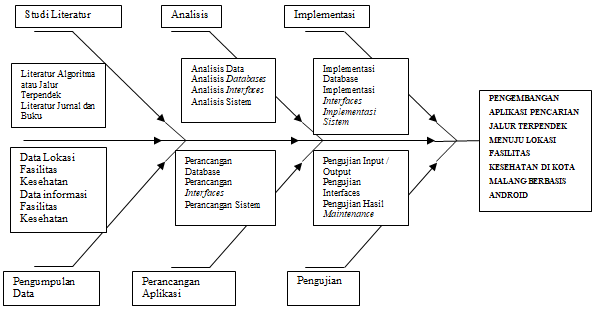 Studi Literatur
Analisis
Implementasi
Literatur Algoritma
atau Jalur
Terpendek
Literatur Jurnal dan
Buku
Analisis Data
Analisis Databases
Analisis Interfaces
Analisis Sistem
Implementasi
Database
Implementasi
Interfaces
Implementasi
Sistem
PENGEMBANGAN
APLIKASI PENCARIAN
JALUR TERPENDEK
MENUJU LOKASI
FASILITAS
KESEHATAN DI KOTA
MALANG BERBASIS
ANDROID
Data Lokasi
Fasilitas
Kesehatan
Data informasi
Fasilitas
Kesehatan
Perancangan
Database
Perancangan
Interfaces
Perancangan Sistem
Pengujian Input /
Output
Pengujian
Interfaces
Pengujian Hasil
Maintenance
Pengumpulan
Data
Perancangan
Aplikasi
Pengujian